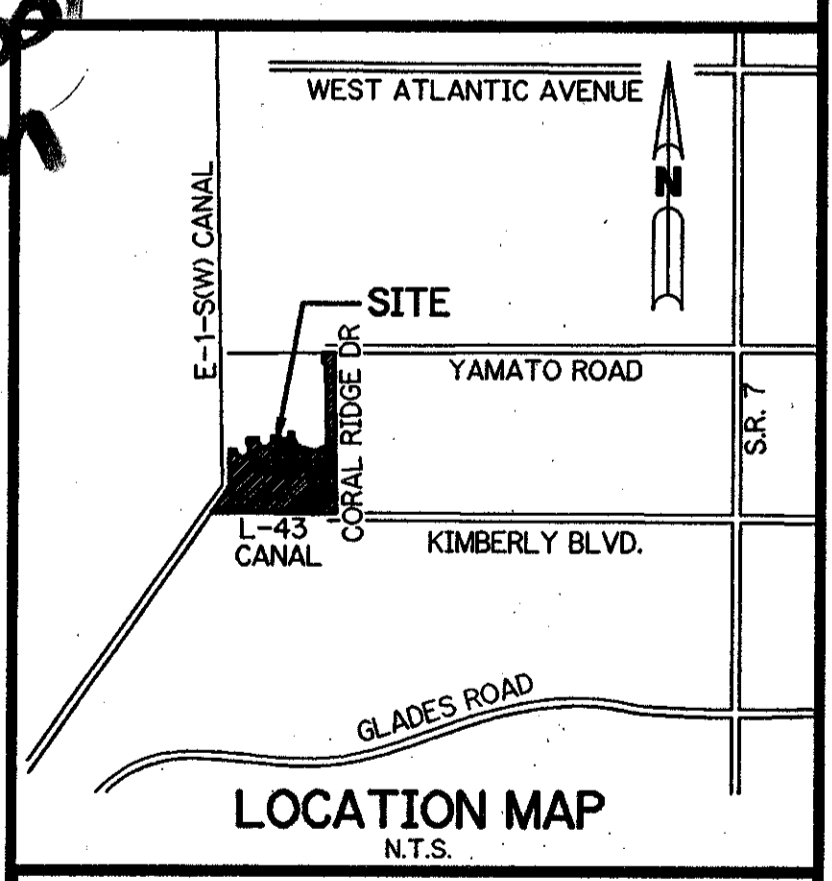 WEST ATLANTIC AVENUE
N
E-1-S(W) CANAL
SITE
CORAL RIDGE DR
YAMATO ROAD
S.R. 7
L-43
CANAL
KIMBERLY BLVD.
GLADES ROAD
LOCATION MAP
N.T.S.